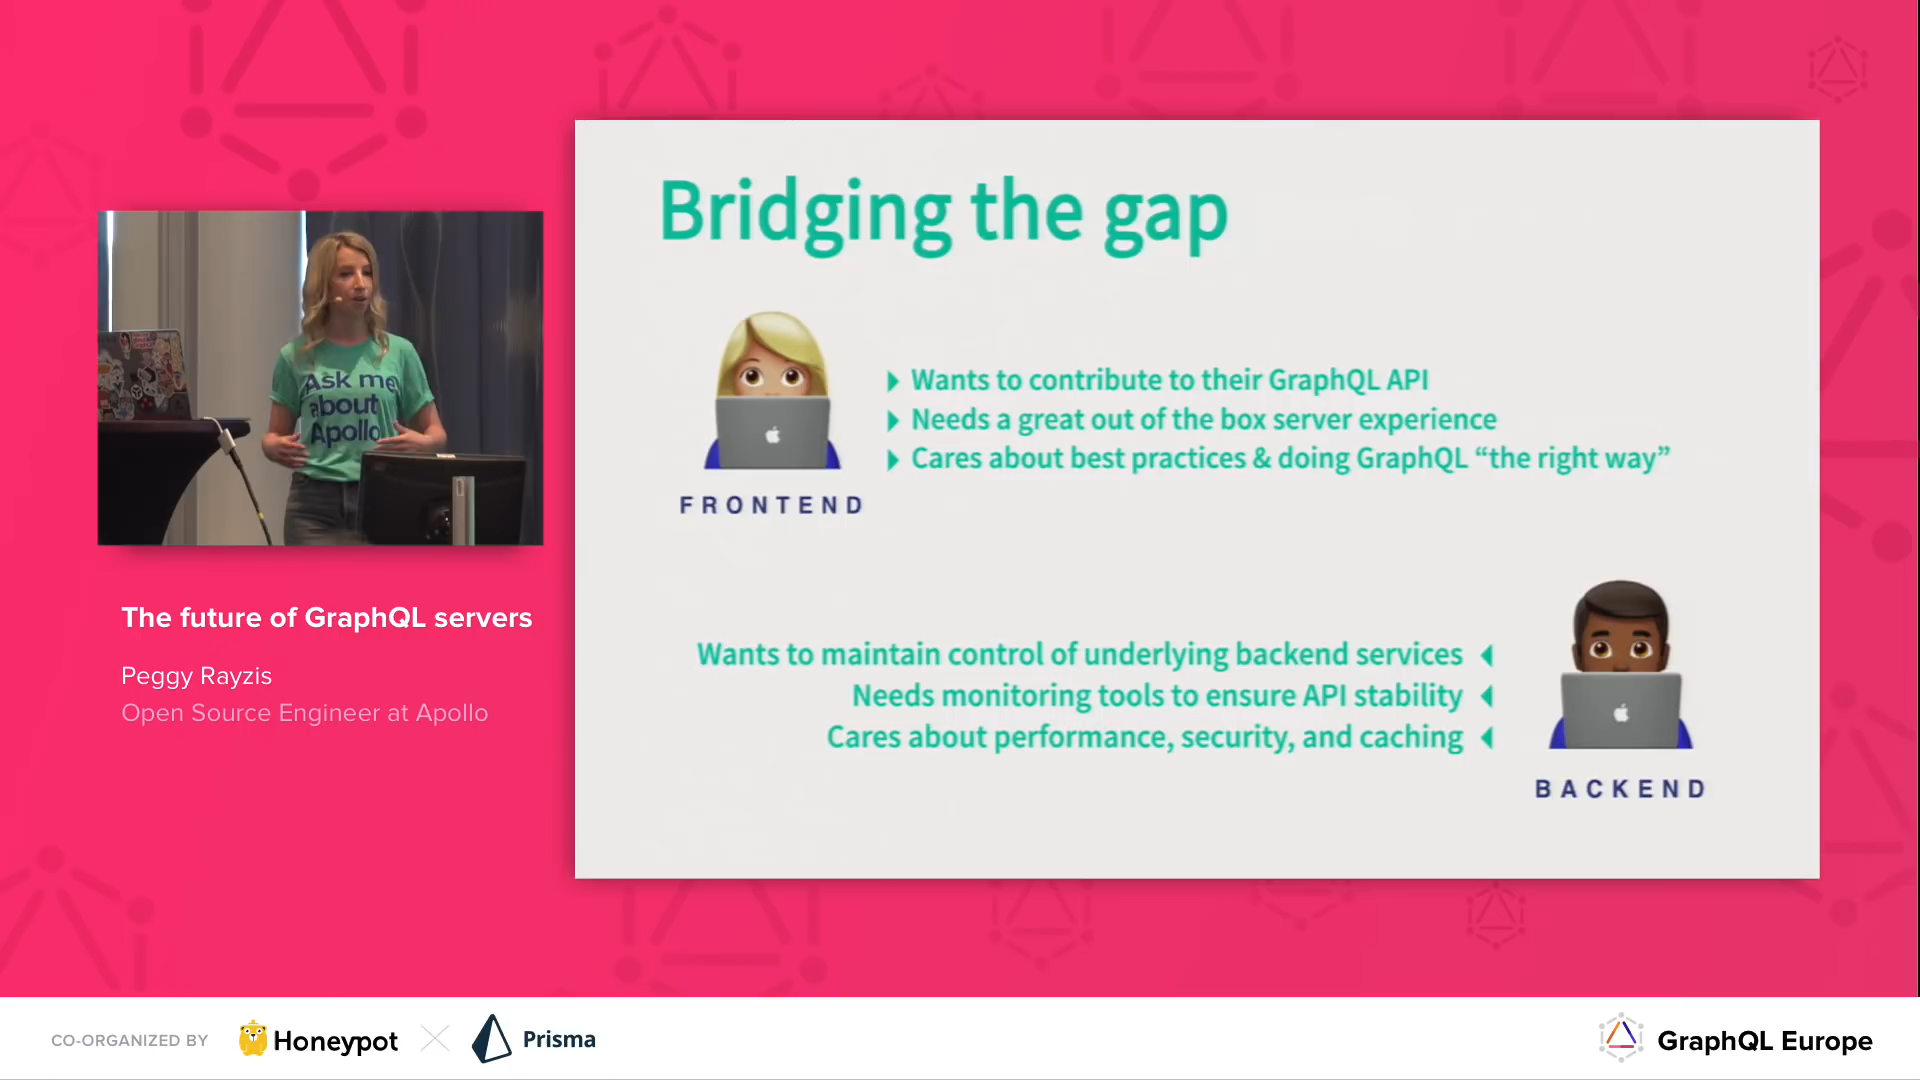 Bridging the gap
Wants to contribute to their GraphQL API
Needs a great out of the box server experience
Cares about best practices & doing GraphQL “the right way”
FRONTEND
Wants to maintain control of underlying backend services
Needs monitoring tools to ensure API stability
Cares about performance, security, and caching
BACKEND
Ask me
about
Apollo
The future of GraphQL servers
Peggy Rayzis
Open Source Engineer at Apollo
CO-ORGANIZED BY
Honeypot
Prisma
GraphQL Europe